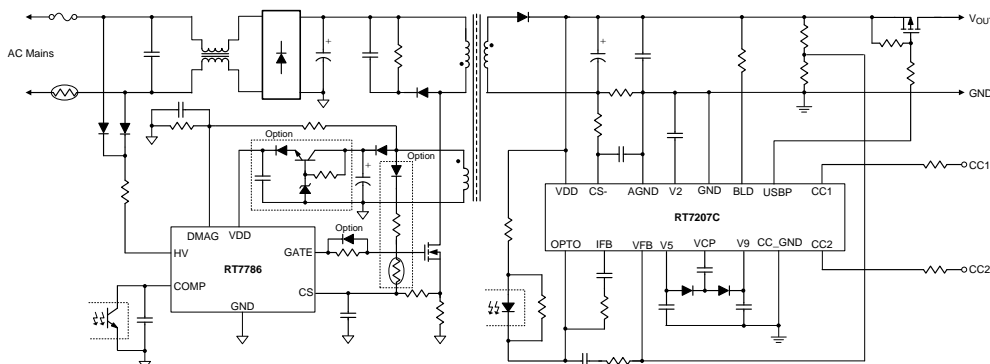 AC Mains
VOUT
GND
Option
Option
CC1
DMAG
VDD
Option
HV
GATE
RT7786
COMP
CS
GND
VDD
CS-
AGND
V2
GND
BLD
USBP
CC1
RT7207C
OPTO
IFB
VFB
V5
VCP
V9
CC_GND
CC2
CC2